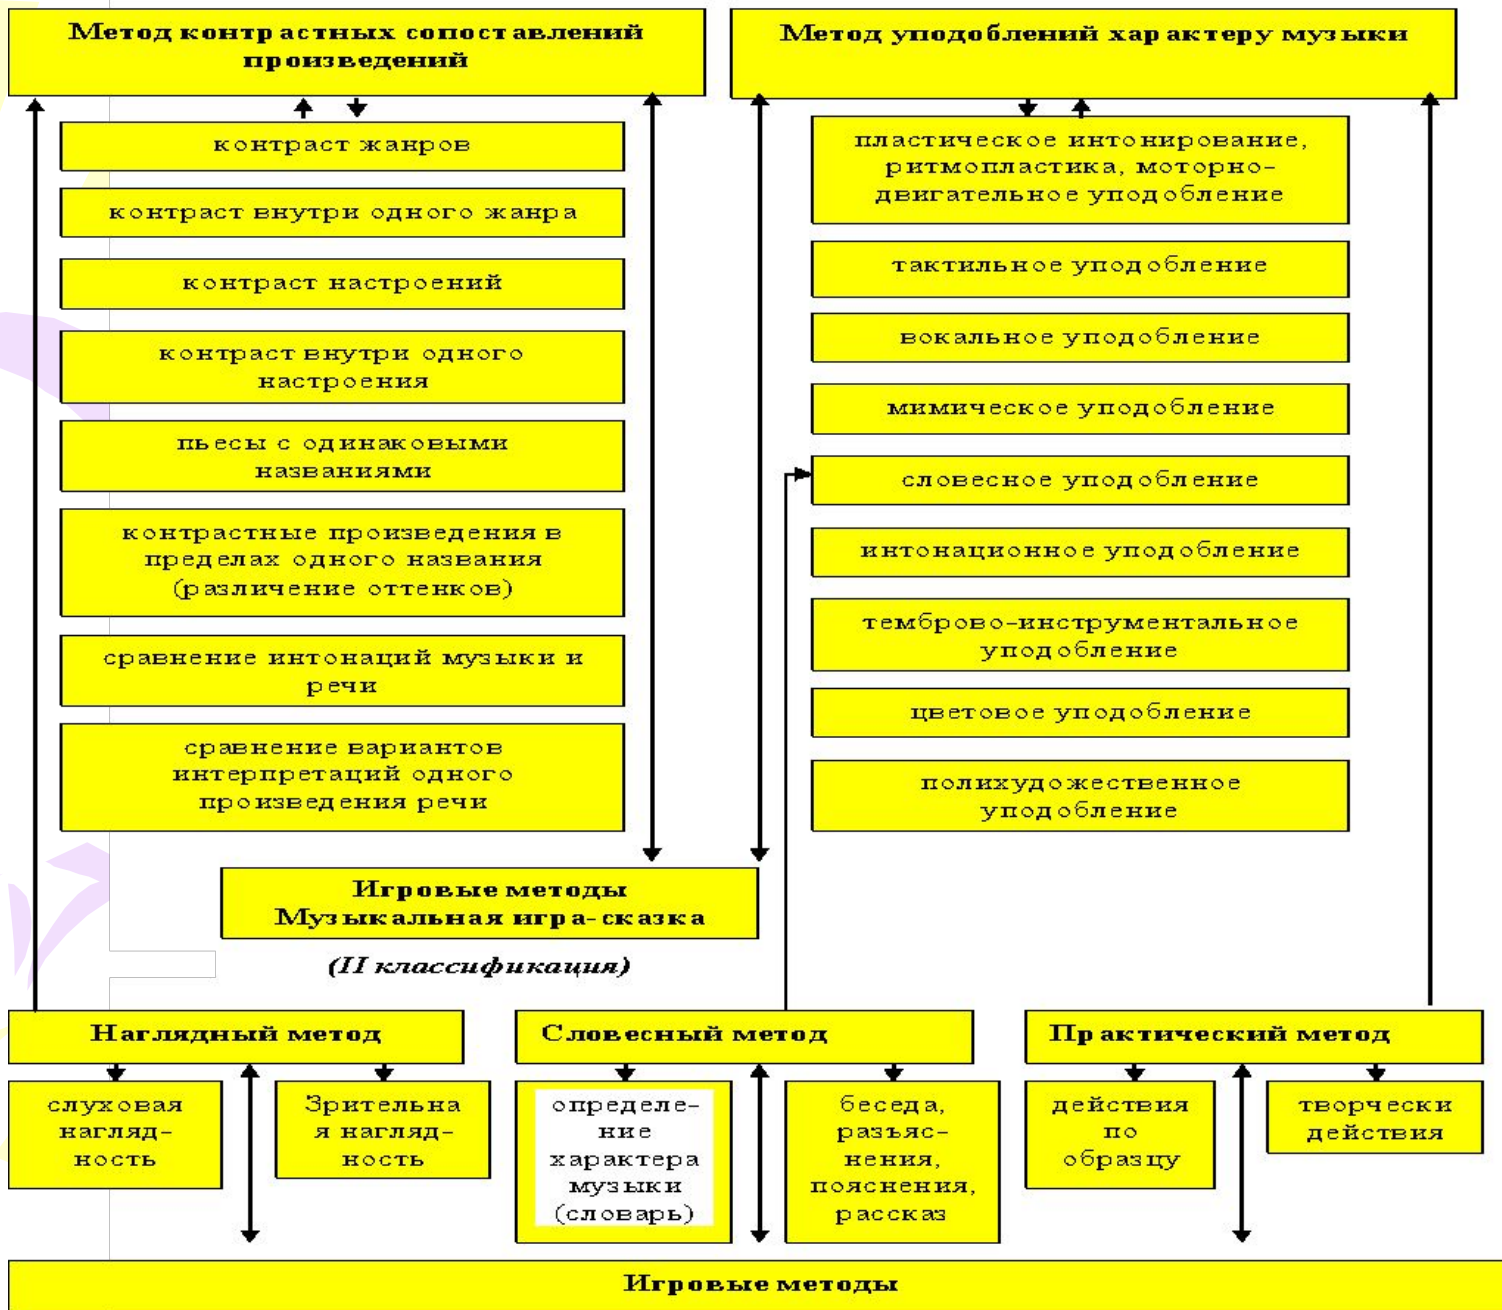 Метод контрастных сопоставлений
произведений
контраст жанров
контраст внутри одного жанра
контраст настроений
контраст внутри одного
настроения
пьесы с одинаковыми
названиями
контрастные произведения в
пределах одного названия
(различение оттенков)
сравнение интонаций музыки и
речи
сравнение вариантов
интерпретаций одного
произведения речи
Метод уподоблений характеру музыки
пластическое интонирование,
ритмопластика, моторно-
двигательное уподобление
тактильное уподобление
вокальное уподобление
мимическое уподобление
словесное уподобление
интонационное уподобление
темброво-инструментальное
уподобление
цветовое уподобление
полихудожественное
уподобление
Игровые методы
Музыкальная игра-сказка
(II классификация)
Наглядный метод
слуховая
нагляд-
ность
Зрительна
я нагляд-
ность
Словесный метод
определе-
ние
характера
музыки
(словарь)
беседа,
разъяс-
нения,
пояснения,
рассказ
Практический метод
действия
по
образцу
творчески
действия
Игровые методы